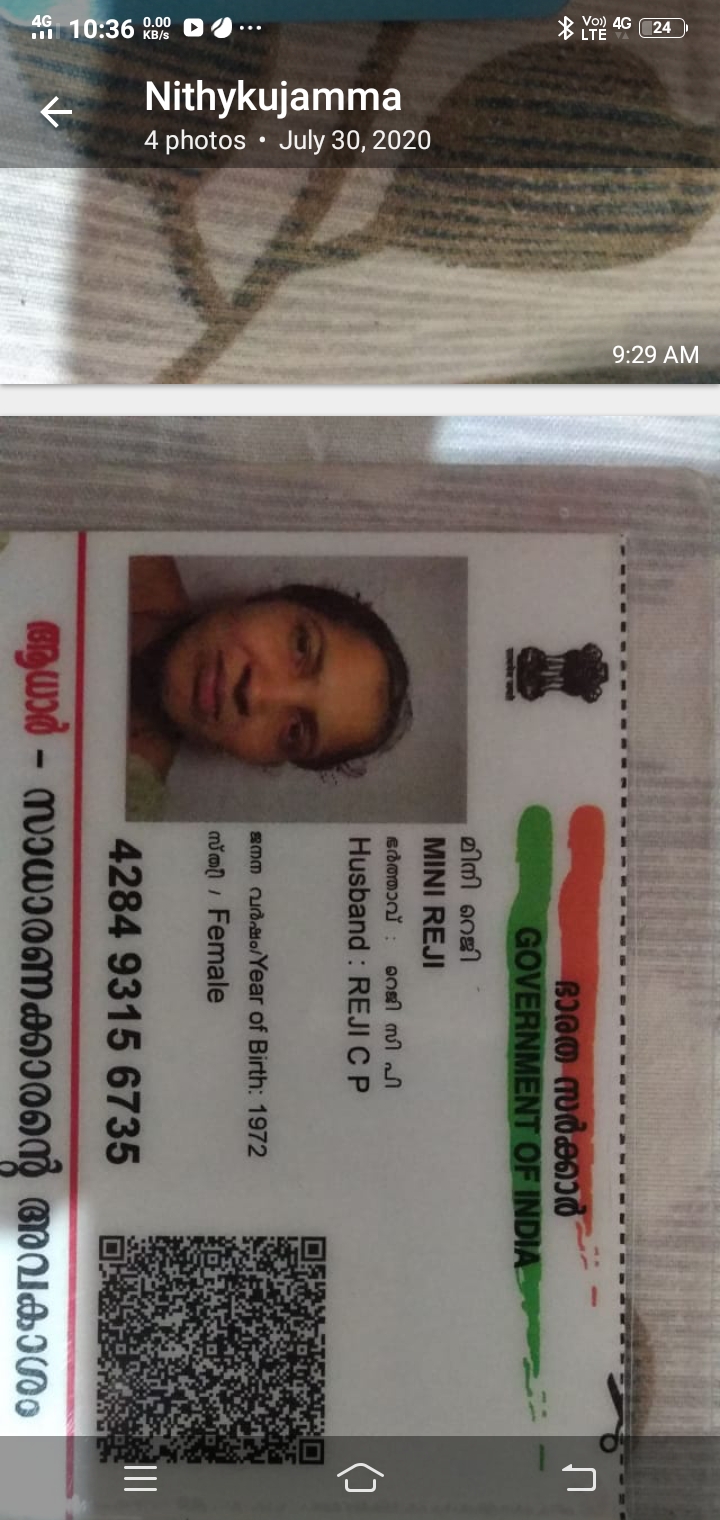 4G 10:36 0.00 KB/s ••• Vo)) LTE 4G 24
Nithykujamma
4 photos • July 30, 2020
9:29 AM
ഭാരത സർക്കാർ
GOVERNMENT OF INDIA
മിനി റെജി
MINI REJI
ഭർത്താവ് : റെജി സി പി
Husband : REJI C P
ജനന വർഷം/Year of Birth: 1972
സ്ത്രീ / Female
4284 9315 6735
ആധാർ - സാധാരണക്കാരന്റെ അവകാശം